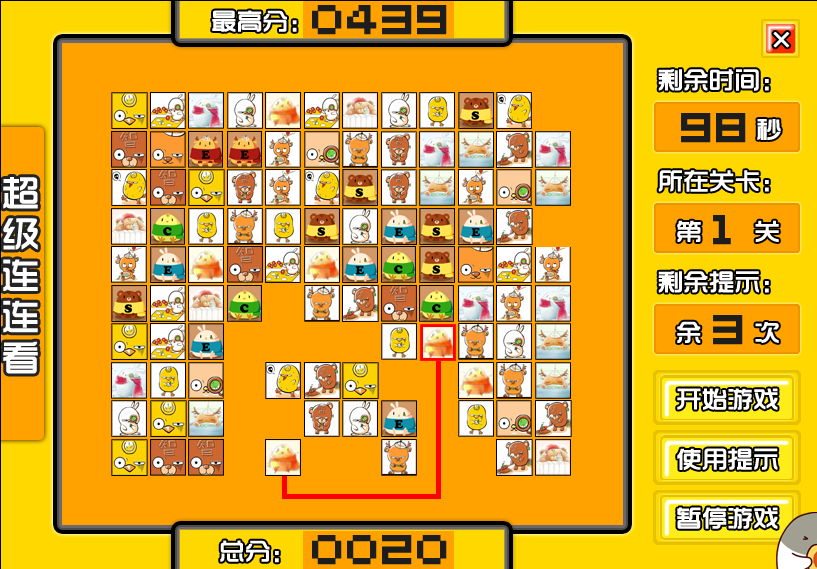 最高分：0439
超级连连看
剩余时间：
98秒
所在关卡：
第1关
剩余提示：
余3次
开始游戏
使用提示
暂停游戏
总分：0020